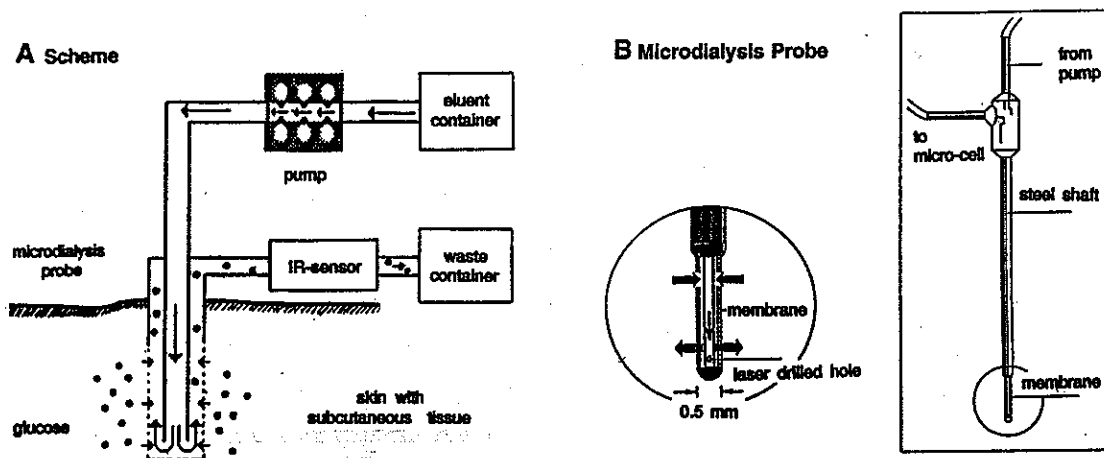 A Scheme
eluent
container
pump
microdialysis
probe
IR-sensor
waste
container
glucose
skin with
subcutaneous tissue
B Microdialysis Probe
membrane
laser drilled hole
0.5 mm
from
pump
to
micro-cell
steel shaft
membrane